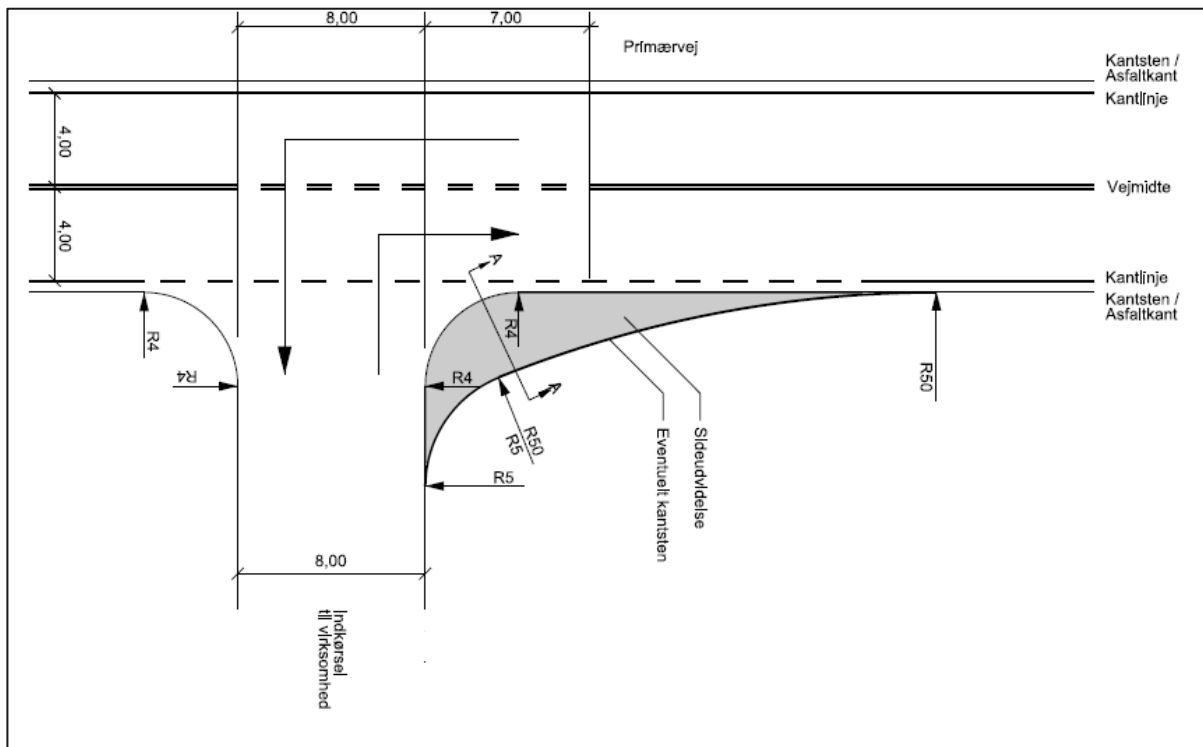 8,00
7,00
Primærvej
Kantsten /
Asfaltkant
Kantlinje
4,00
Vejmidte
4,00
A
Kantlinje
Kantsten /
Asfaltkant
R4
R4
R4
R4
R50
A
R50
R5
R5
Sideudvidelse
Eventuelt kantsten
8,00
Indkørsel
til virksomhed